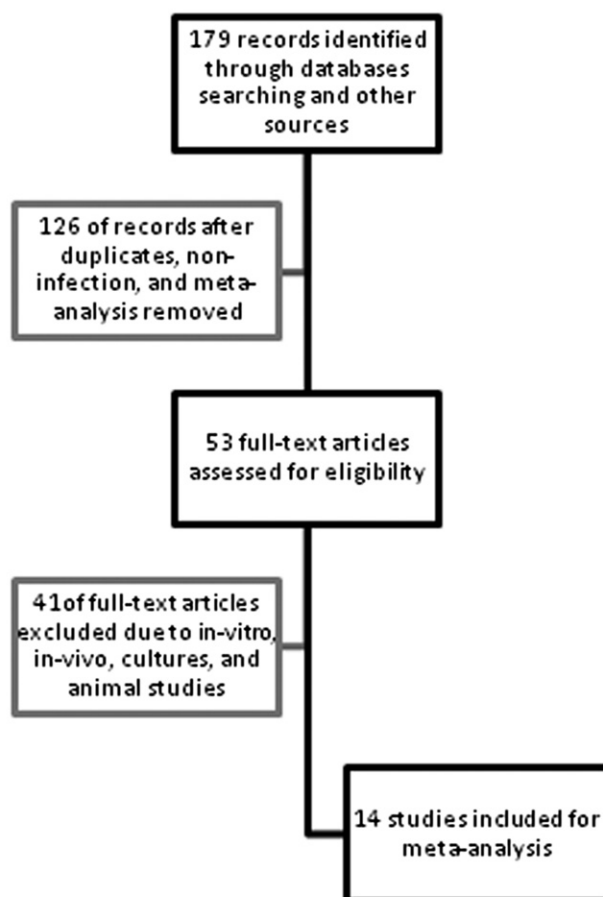 179 records identified
through databases
searching and other
sources
126 of records after
duplicates, non-
infection, and meta-
analysis removed
53 full-text articles
assessed for eligibility
41of full-text articles
excluded due to in-vitro,
in-vivo, cultures, and
animal studies
14 studies included for
meta-analysis